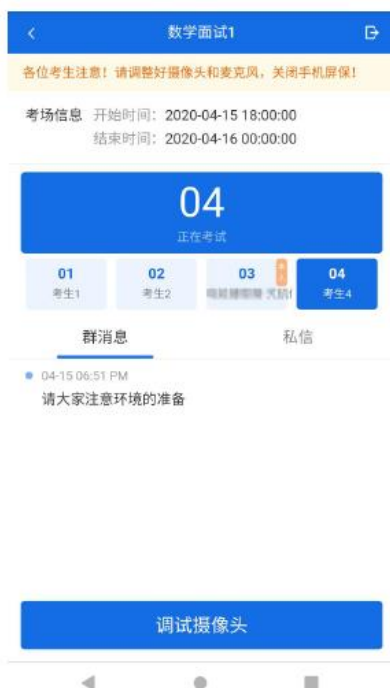 数学面试1
各位考生注意！请调整好摄像头和麦克风，关闭手机屏保！
考场信息 开始时间：2020-04-15 18:00:00
结束时间：2020-04-16 00:00:00
04
正在考试
01 02 03 04
考生1 考生2 考生4
群消息 私信
04-15 06:51 PM
请大家注意环境的准备
调试摄像头